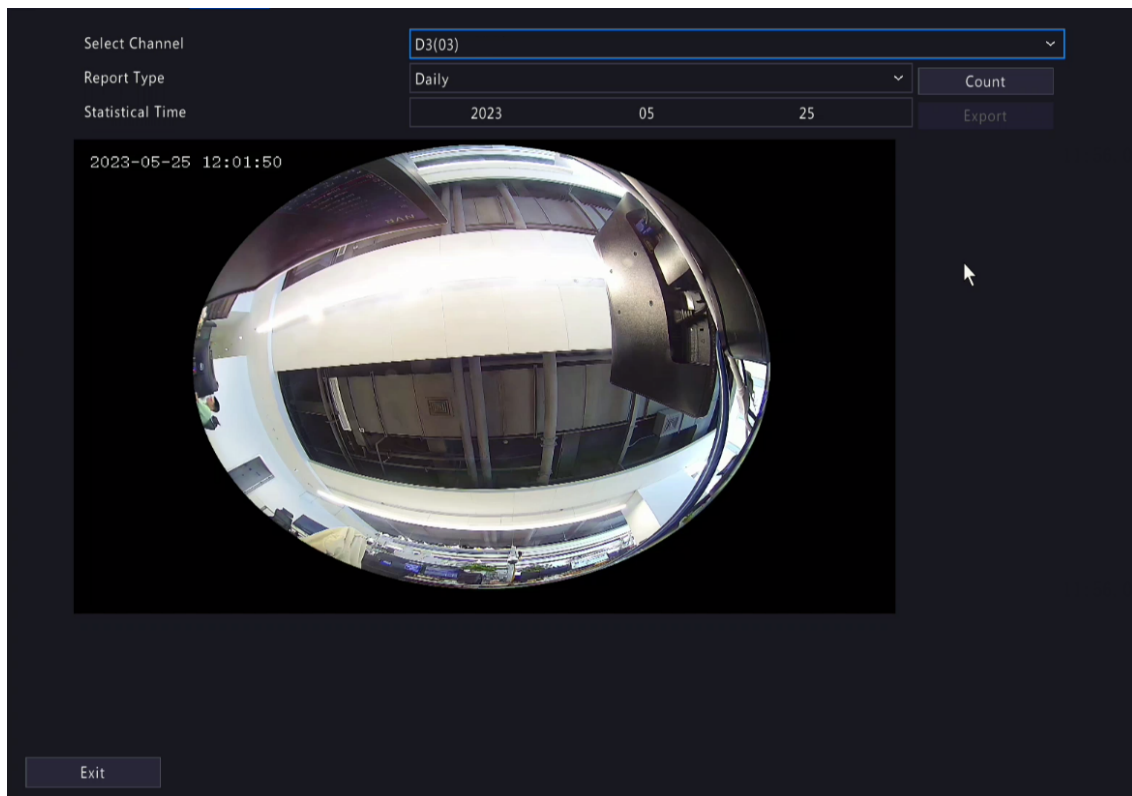 Select Channel D3(03)
Report Type Daily Count
Statistical Time 2023 05 25 Export
2023-05-25 12:01:50
Exit